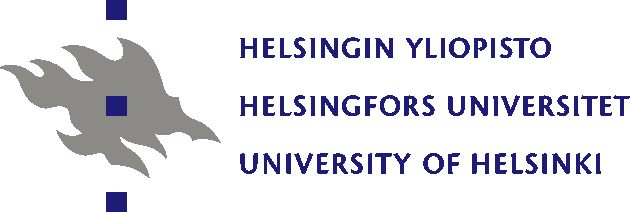 HELSINGIN YLIOPISTO
HELSINGFORS UNIVERSITET
UNIVERSITY OF HELSINKI